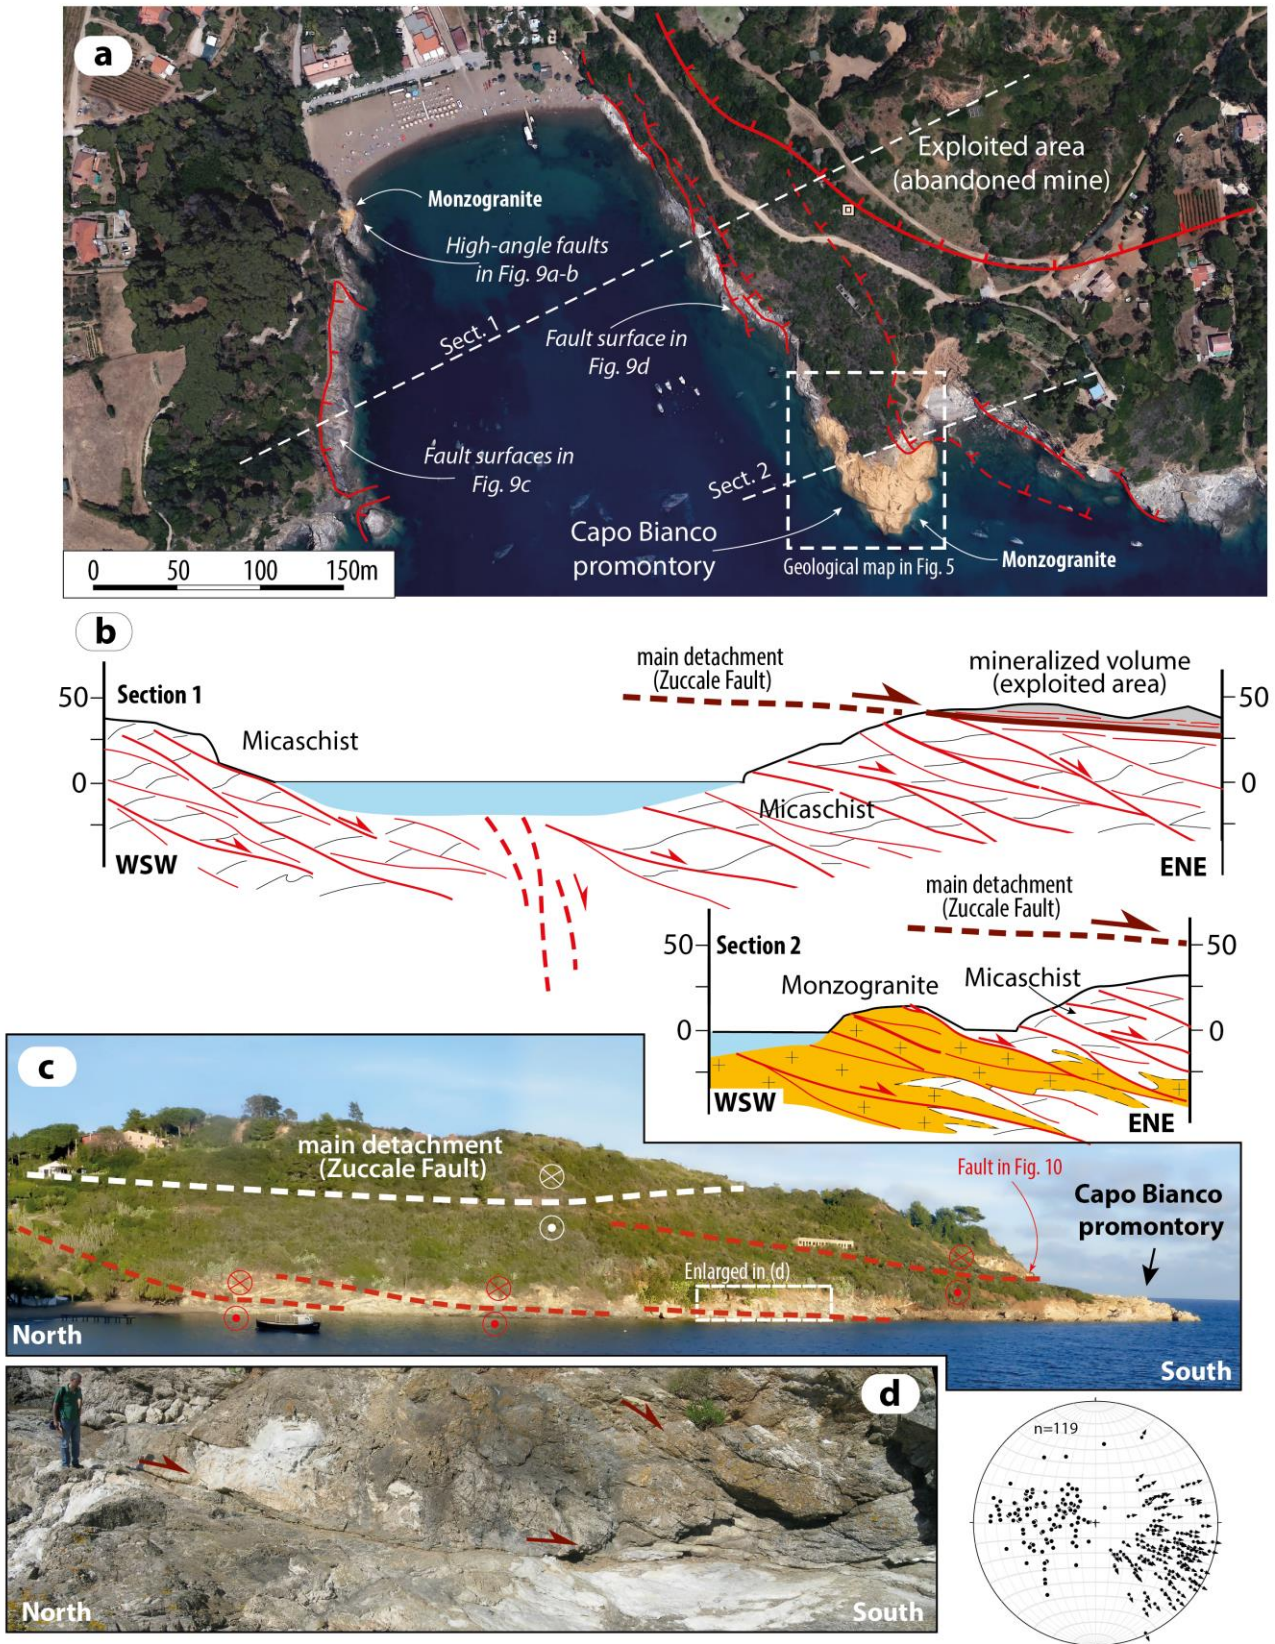 a
Exploited area
(abandoned mine)
Monzogranite
High-angle faults
in Fig. 9a-b
Sect. 1
Fault surface in
Fig. 9d
Fault surfaces in
Fig. 9c
Sect. 2
Capo Bianco
promontory
Geological map in Fig. 5
Monzogranite
0 50 100 150m
b
main detachment
(Zuccale Fault)
mineralized volume
(exploited area)
50
Section 1
50
Micaschist
0
0
Micaschist
WSW
ENE
main detachment
(Zuccale Fault)
50
Section 2
50
Monzogranite
Micaschist
0
0
WSW
ENE
c
main detachment
(Zuccale Fault)
Fault in Fig. 10
Capo Bianco
promontory
Enlarged in (d)
North
South
d
North
South
n=119